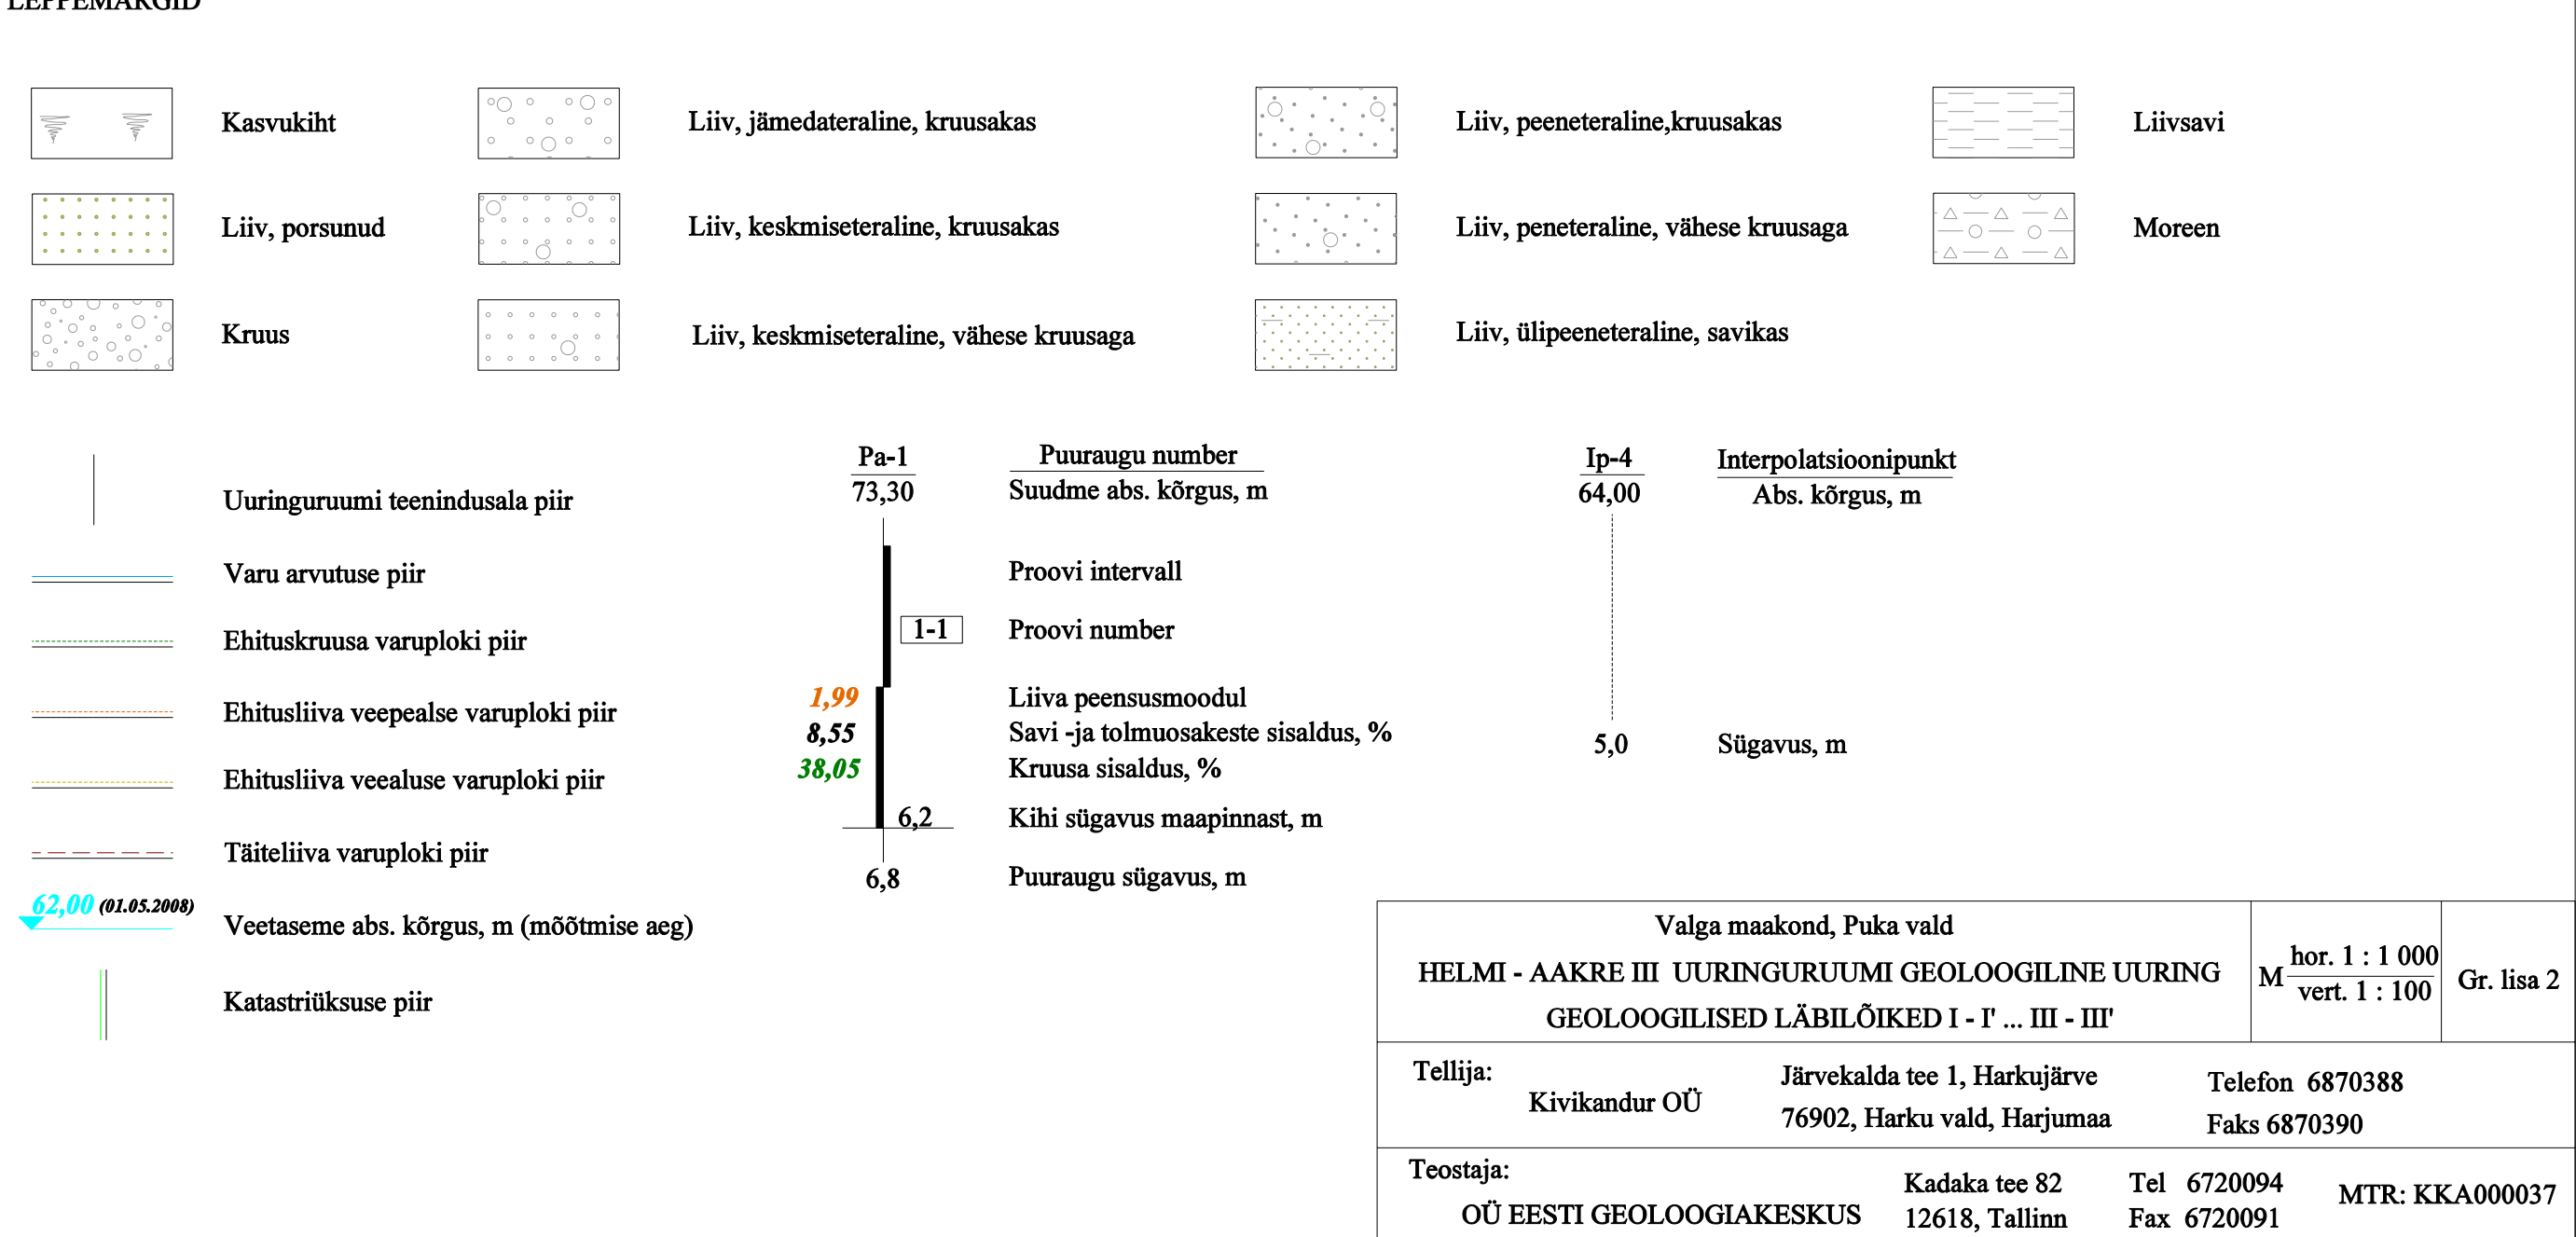 LEPPEMÄRGID
Kasvukiht
Liiv, jämedateraline, kruusakas
Liiv, peeneteraline,kruusakas
Liivsavi
Liiv, porsunud
Liiv, keskmiseteraline, kruusakas
Liiv, peneteraline, vähese kruusaga
Moreen
Kruus
Liiv, keskmiseteraline, vähese kruusaga
Liiv, ülipeeneteraline, savikas
Uuringuruumi teenindusala piir
Varu arvutuse piir
Ehituskruusa varuploki piir
Ehitusliiva veepealse varuploki piir
Ehitusliiva veealuse varuploki piir
Täiteliiva varuploki piir
62,00 (01.05.2008)
Veetaseme abs. kõrgus, m (mõõtmise aeg)
Katastriüksuse piir
Pa-1
73,30
Puuraugu number
Suudme abs. kõrgus, m
Proovi intervall
1-1
Proovi number
1,99
Liiva peensusmoodul
8,55
Savi -ja tolmuosakeste sisaldus, %
38,05
Kruusa sisaldus, %
6,2
Kihi sügavus maapinnast, m
6,8
Puuraugu sügavus, m
Ip-4
64,00
Interpolatsioonipunkt
Abs. kõrgus, m
5,0
Sügavus, m
Valga maakond, Puka vald
HELMI - AAKRE III UURINGURUUMI GEOLOOGILINE UURING
GEOLOOGILISED LÄBILÕIKED I - I' ... III - III'
M hor. 1 : 1 000
vert. 1 : 100
Gr. lisa 2
Tellija:
Kivikandur OÜ
Järvekalda tee 1, Harkujärve
76902, Harku vald, Harjumaa
Telefon 6870388
Faks 6870390
Teostaja:
OÜ EESTI GEOLOOGIAKESKUS
Kadaka tee 82
12618, Tallinn
Tel 6720094
Fax 6720091
MTR: KKA000037